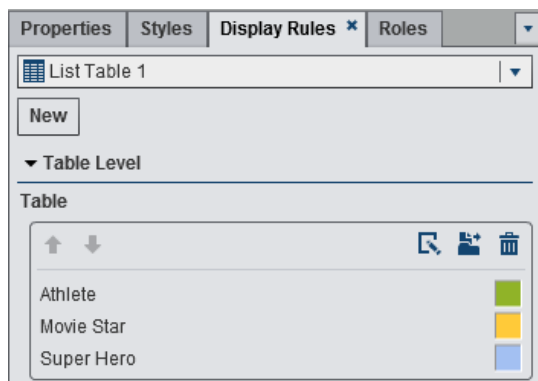 Properties Styles Display Rules Roles
List Table 1
New
Table Level
Table
Athlete
Movie Star
Super Hero